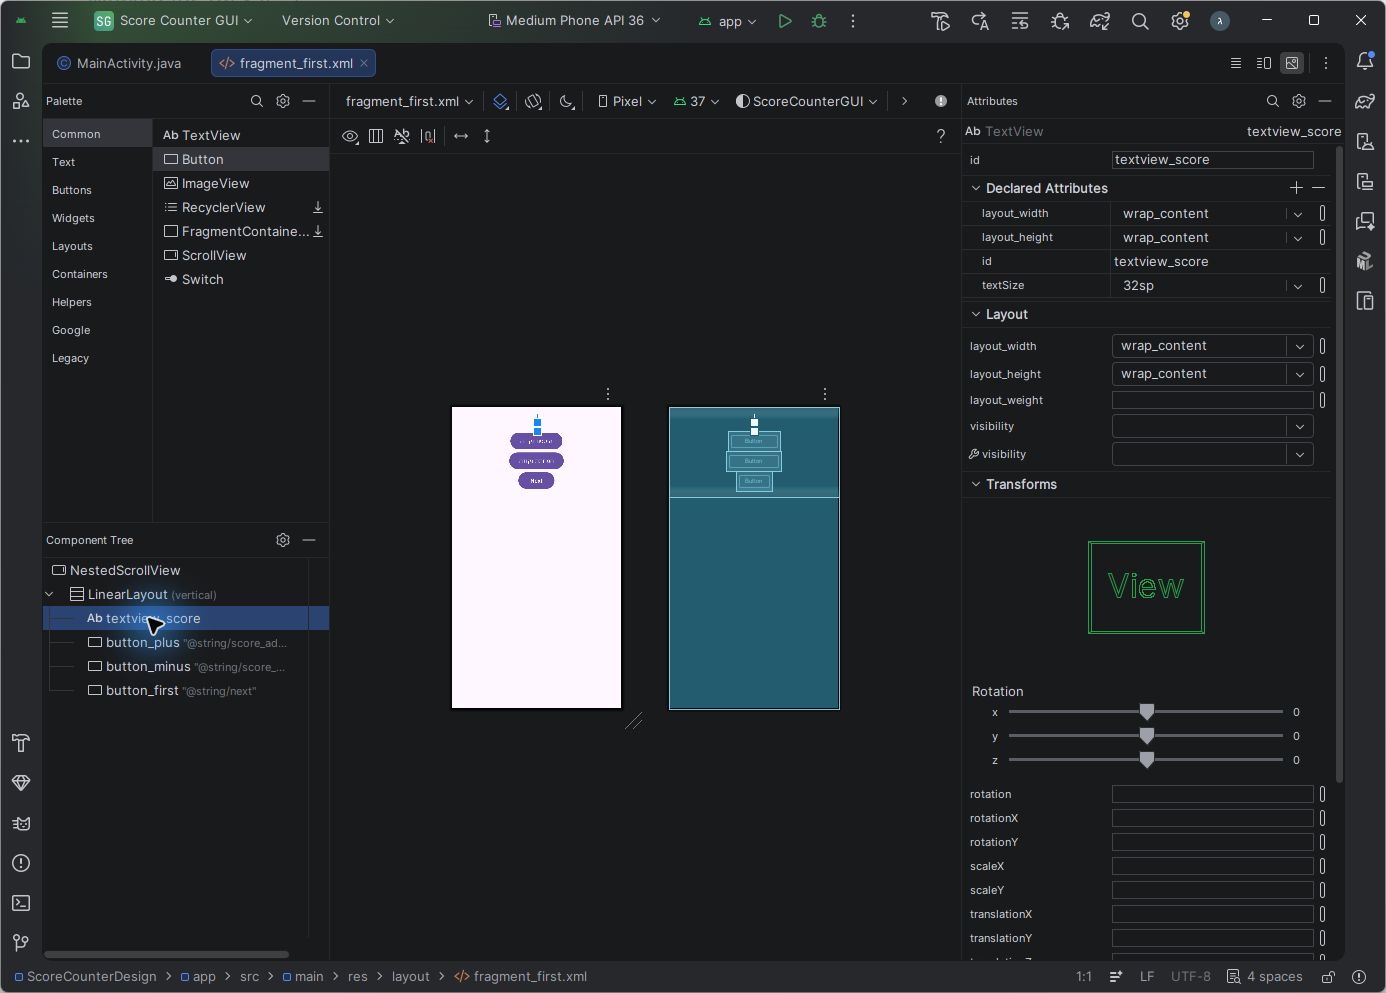 SG Score Counter GUI Version Control Medium Phone API 36 app λ
MainActivity.java fragment_first.xml
Palette
Common
Text
Buttons
Widgets
Layouts
Containers
Helpers
Google
Legacy
Ab TextView
Button
ImageView
RecyclerView
FragmentContaine...
ScrollView
Switch
fragment_first.xml Pixel 37 ScoreCounterGUI
?
Next
Button
Button
Button
Component Tree
NestedScrollView
LinearLayout (vertical)
Ab textview_score
button_plus "@string/score_ad...
button_minus "@string/score_...
button_first "@string/next"
Attributes
Ab TextView textview_score
id textview_score
Declared Attributes
layout_width wrap_content
layout_height wrap_content
id textview_score
textSize 32sp
Layout
layout_width wrap_content
layout_height wrap_content
layout_weight
visibility
visibility
Transforms
View
Rotation
x 0
y 0
z 0
rotation
rotationX
rotationY
scaleX
scaleY
translationX
translationY
ScoreCounterDesign app src main res layout fragment_first.xml 1:1 LF UTF-8 4 spaces